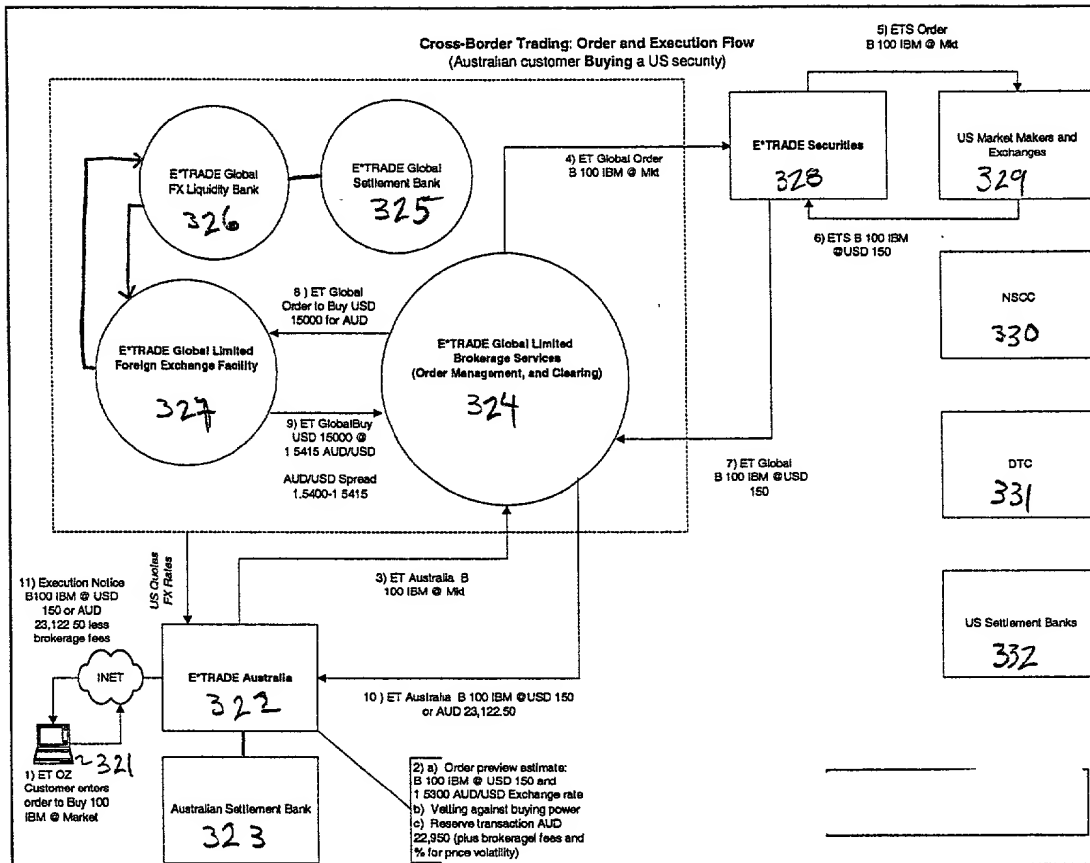 Cross-Border Trading: Order and Execution Flow
(Australian customer Buying a US security)
5) ETS Order
B 100 IBM @ Mkt
E*TRADE Global
FX Liquidity Bank
326
E*TRADE Global
Settlement Bank
325
4) ET Global Order
B 100 IBM @ Mkt
E*TRADE Securities
328
US Market Makers and
Exchanges
329
6) ETS B 100 IBM
@USD 150
8 ) ET Global
Order to Buy USD
15000 for AUD
NSCC
330
E*TRADE Global Limited
Foreign Exchange Facility
327
E*TRADE Global Limited
Brokerage Services
(Order Management, and Clearing)
324
9) ET GlobalBuy
USD 15000 @
1 5415 AUD/USD
AUD/USD Spread
1.5400-1 5415
7) ET Global
B 100 IBM @USD
150
DTC
331
US Quotes
FX Rates
3) ET Australia B
100 IBM @ Mkt
11) Execution Notice
B100 IBM @ USD
150 or AUD
23,122 50 less
brokerage fees
US Settlement Banks
332
INET
E*TRADE Australia
322
10 ) ET Australia B 100 IBM @USD 150
or AUD 23,122.50
321
1) ET OZ
Customer enters
order to Buy 100
IBM @ Market
Australian Settlement Bank
323
2) a) Order preview estimate:
B 100 IBM @ USD 150 and
1 5300 AUD/USD Exchange rate
b) Vetting against buying power
c) Reserve transaction AUD
22,950 (plus brokeragel fees and
% for price volatility)